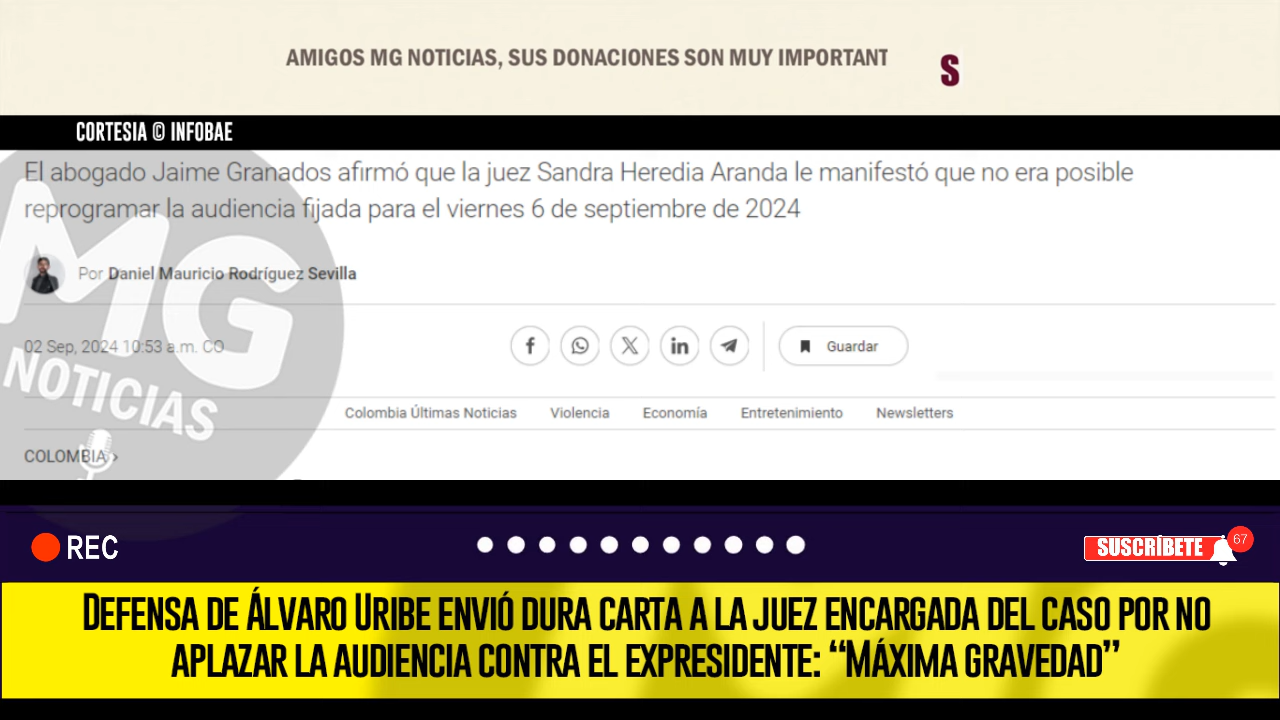 AMIGOS MG NOTICIAS, SUS DONACIONES SON MUY IMPORTANT S
CORTESIA © INFOBAE
El abogado Jaime Granados afirmó que la juez Sandra Heredia Aranda le manifestó que no era posible
reprogramar la audiencia fijada para el viernes 6 de septiembre de 2024
Por Daniel Mauricio Rodríguez Sevilla
02 Sep, 2024 10:53 a.m. CO
Guardar
MG
NOTICIAS
Colombia Últimas Noticias Violencia Economía Entretenimiento Newsletters
COLOMBIA >
REC
SUSCRÍBETE 67
DEFENSA DE ÁLVARO URIBE ENVIÓ DURA CARTA A LA JUEZ ENCARGADA DEL CASO POR NO
APLAZAR LA AUDIENCIA CONTRA EL EXPRESIDENTE: “MÁXIMA GRAVEDAD”